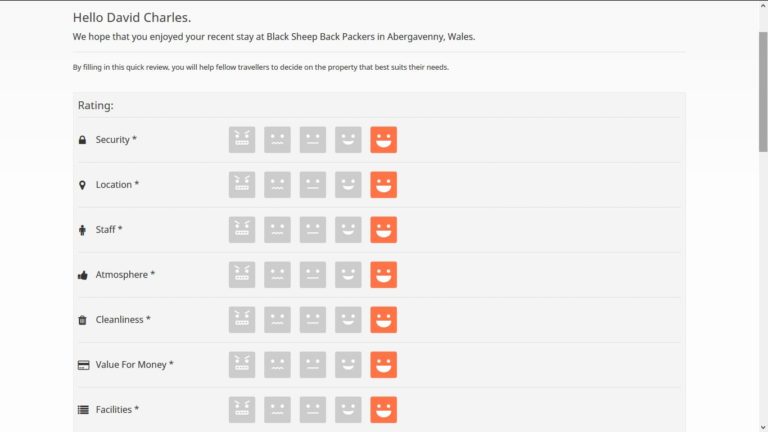 Hello David Charles.
We hope that you enjoyed your recent stay at Black Sheep Back Packers in Abergavenny, Wales.
By filling in this quick review, you will help fellow travellers to decide on the property that best suits their needs.
Rating:
Security *
Location *
Staff *
Atmosphere *
Cleanliness *
Value For Money *
Facilities *